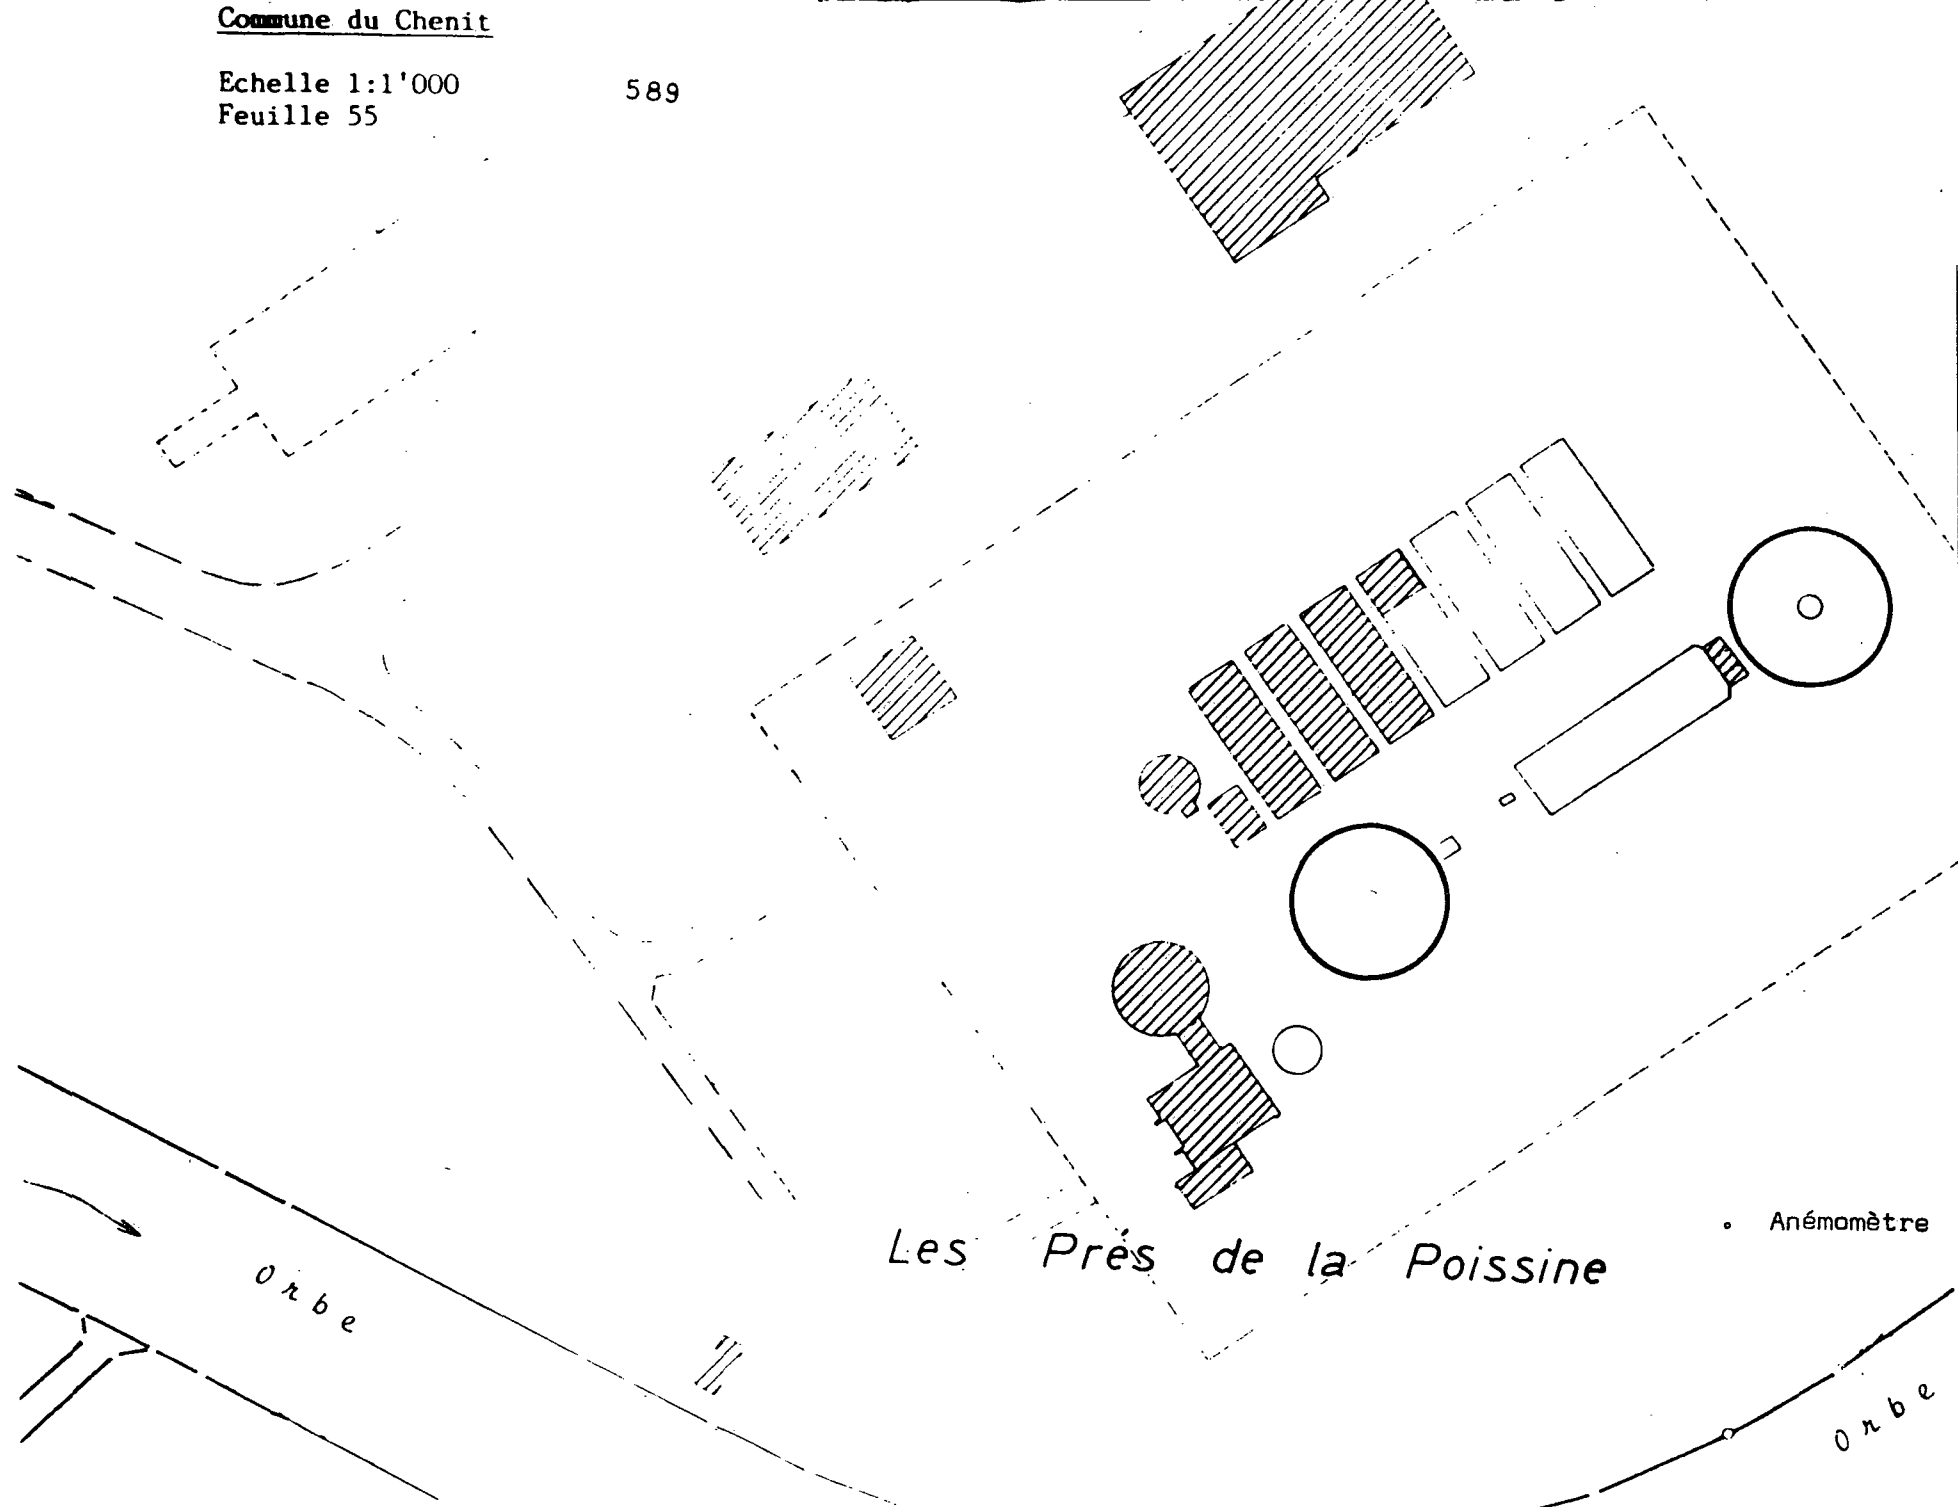 Commune du Chenit
Echelle 1:1'000
Feuille 55
589
Anémomètre
Les Prés de la Poissine
Orbe
Orbe